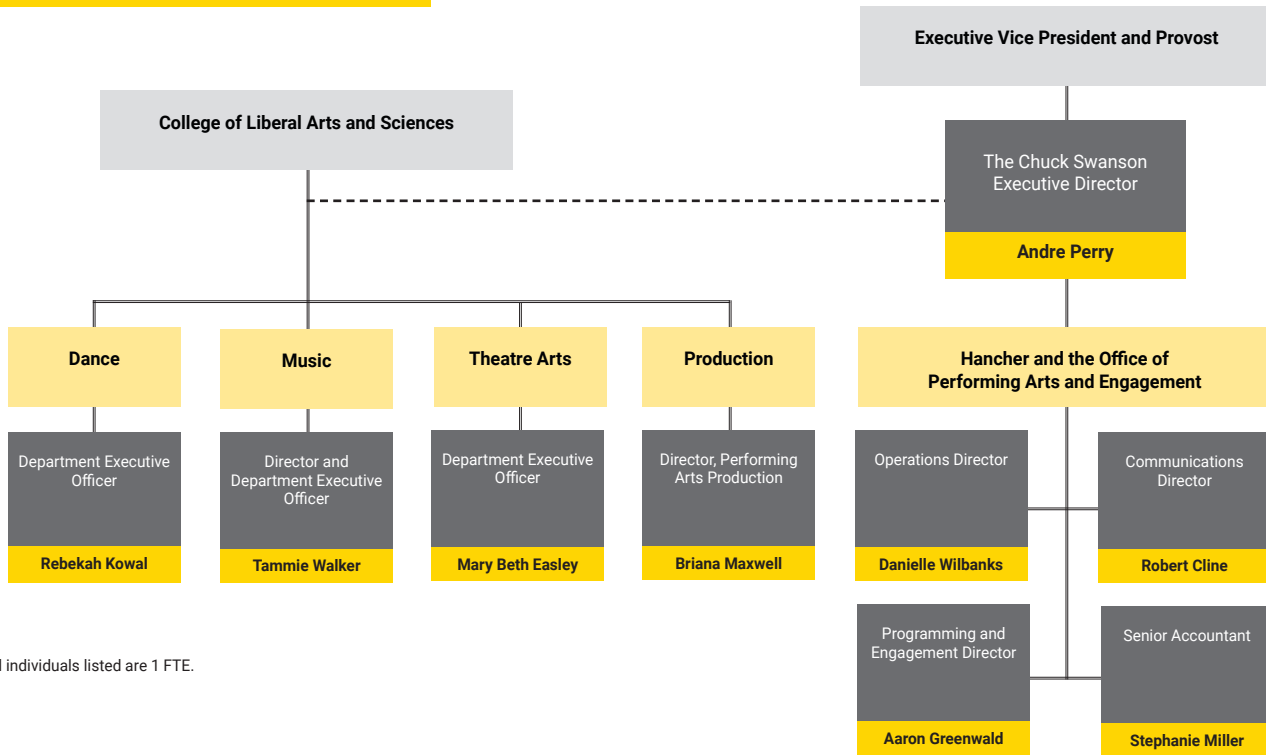 Executive Vice President and Provost
College of Liberal Arts and Sciences
The Chuck Swanson
Executive Director
Andre Perry
Dance
Music
Theatre Arts
Production
Hancher and the Office of
Performing Arts and Engagement
Department Executive
Officer
Rebekah Kowal
Director and
Department Executive
Officer
Tammie Walker
Department Executive
Officer
Mary Beth Easley
Director, Performing
Arts Production
Briana Maxwell
Operations Director
Danielle Wilbanks
Communications
Director
Robert Cline
Programming and
Engagement Director
Aaron Greenwald
Senior Accountant
Stephanie Miller
individuals listed are 1 FTE.